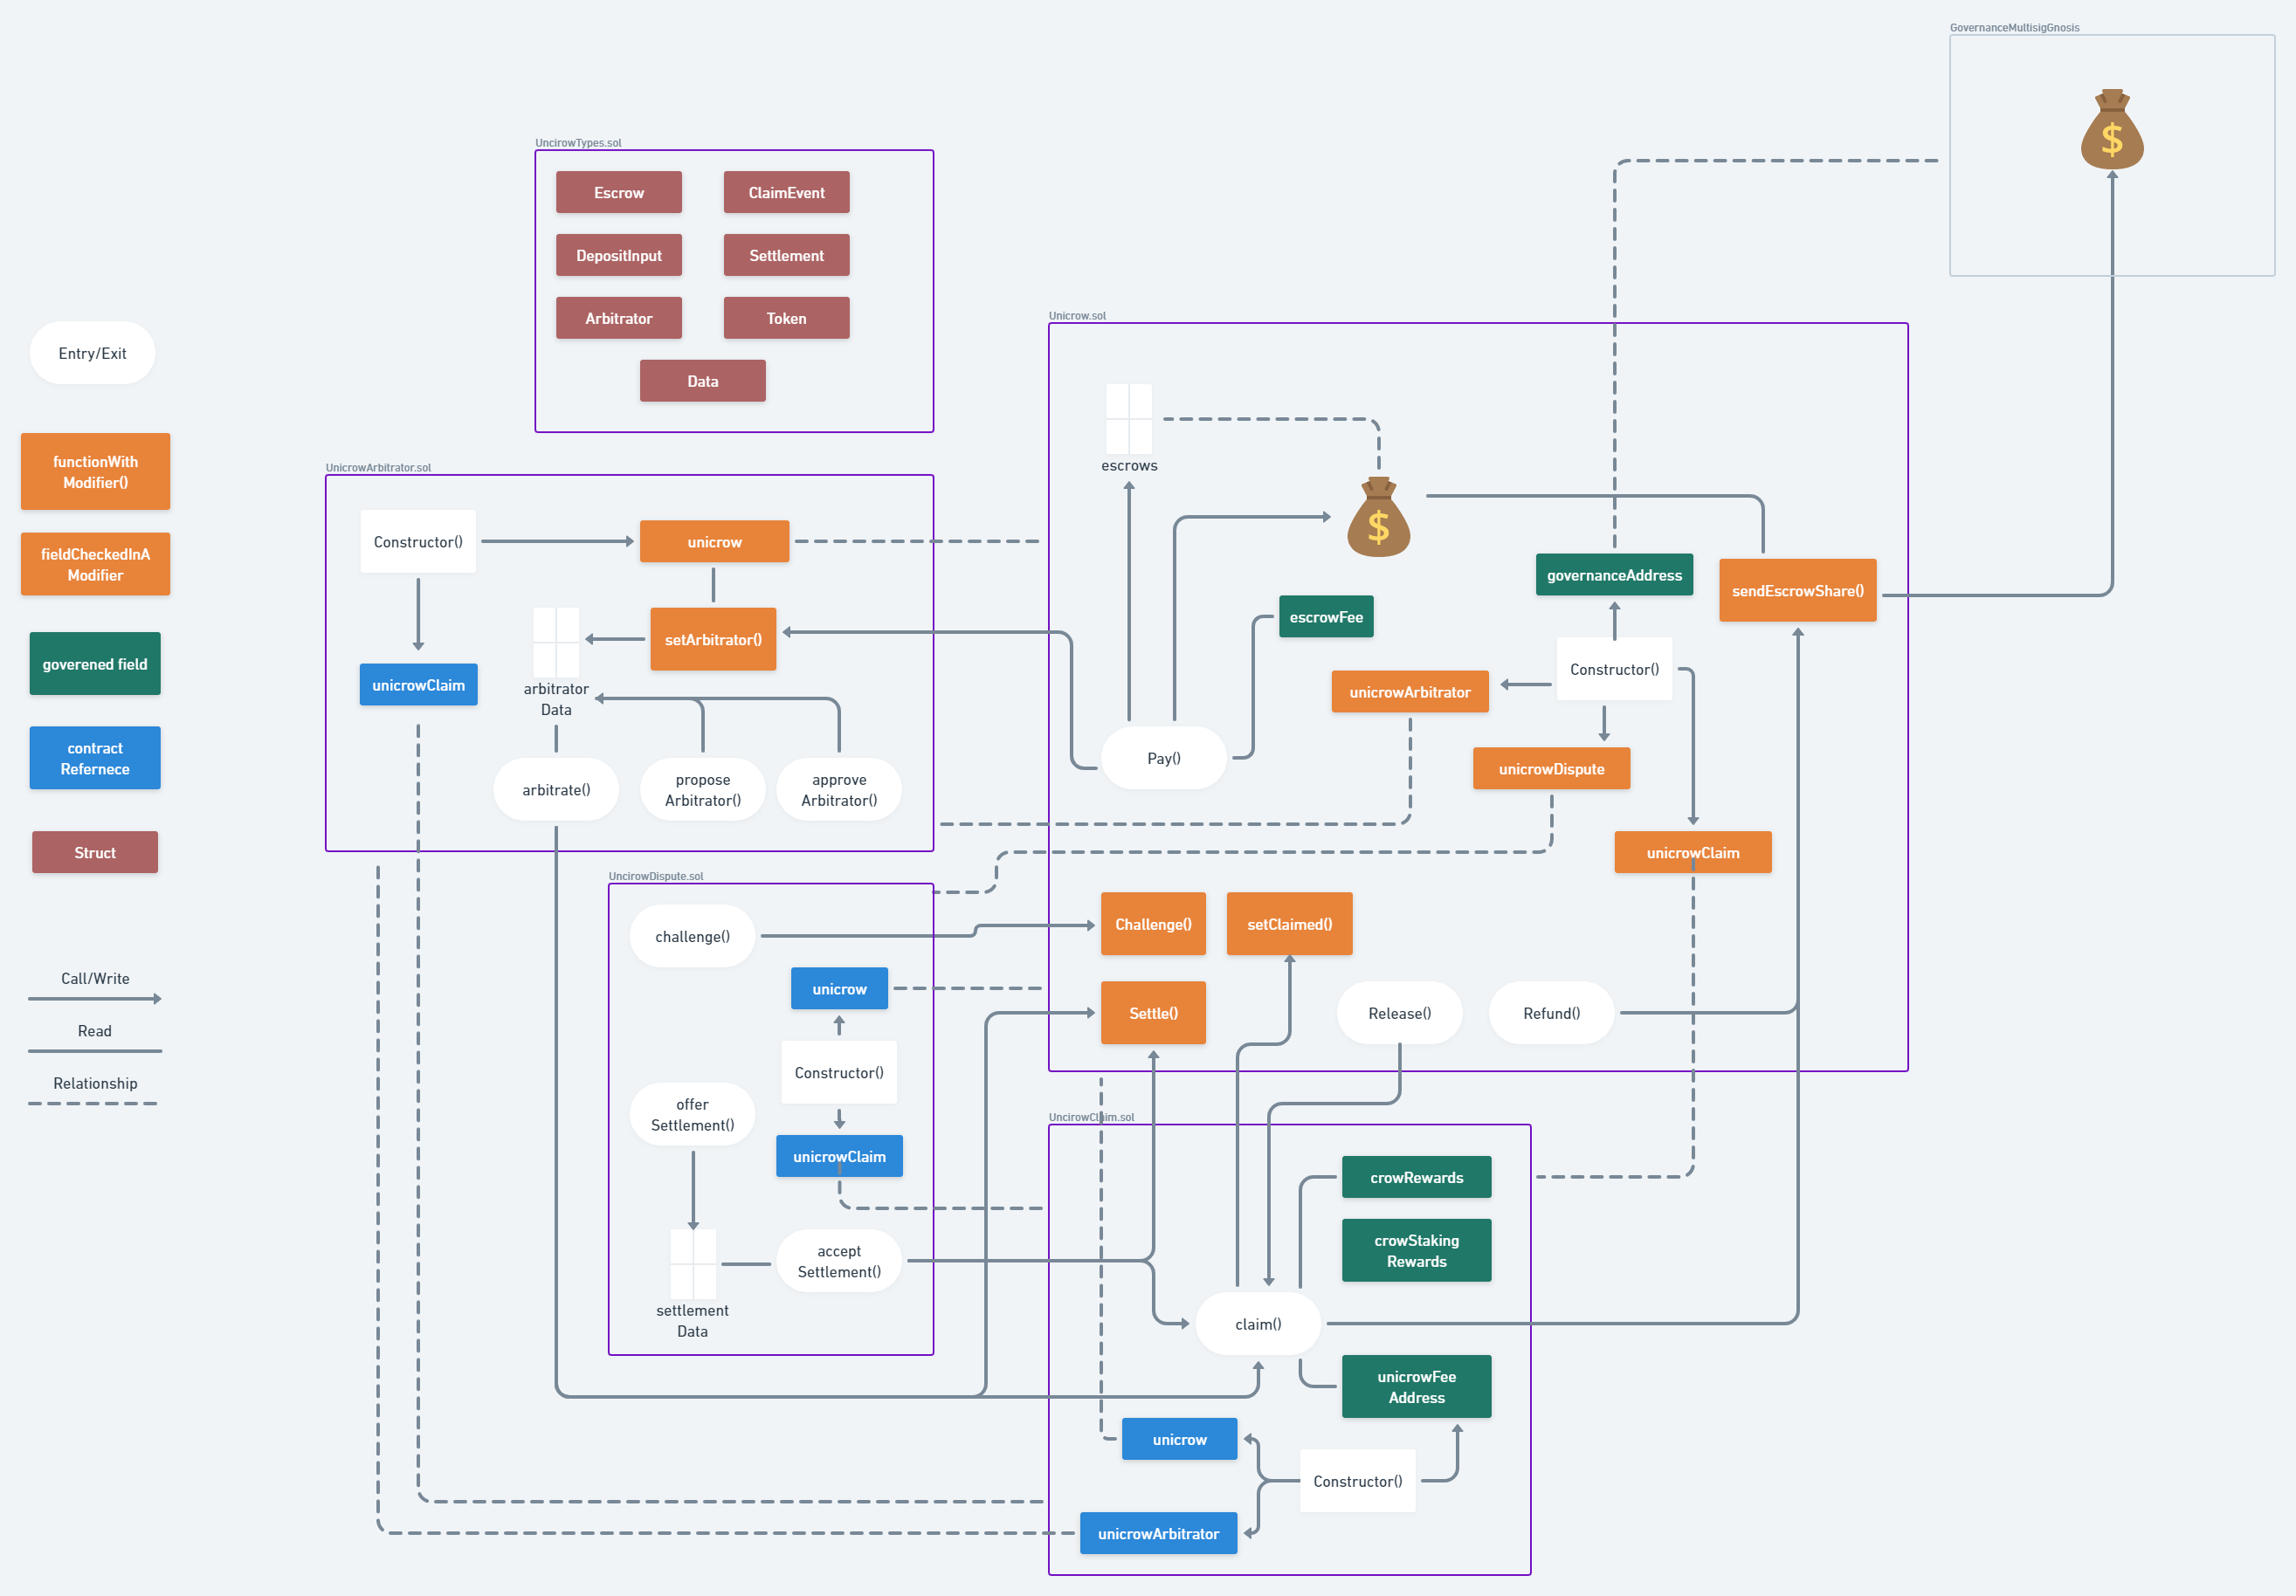 GovernanceMultisigGnosis
UncirowTypes.sol
Escrow
ClaimEvent
DepositInput
Settlement
Arbitrator
Token
Data
Entry/Exit
functionWith
Modifier()
fieldCheckedInA
Modifier
goverened field
contract
Refernece
Struct
Call/Write
Read
Relationship
UnicrowArbitrator.sol
Constructor()
unicrow
setArbitrator()
unicrowClaim
arbitrator
Data
arbitrate()
propose
Arbitrator()
approve
Arbitrator()
Unicrow.sol
escrows
governanceAddress
sendEscrowShare()
escrowFee
Constructor()
unicrowArbitrator
Pay()
unicrowDispute
unicrowClaim
Challenge()
setClaimed()
Settle()
Release()
Refund()
UncirowDispute.sol
challenge()
unicrow
Constructor()
offer
Settlement()
unicrowClaim
accept
Settlement()
settlement
Data
UncirowClaim.sol
crowRewards
crowStaking
Rewards
claim()
unicrowFee
Address
unicrow
Constructor()
unicrowArbitrator